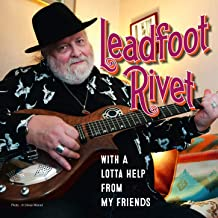 Leadfoot
Rivet
WITH A
LOTTA HELP
FROM
MY FRIENDS